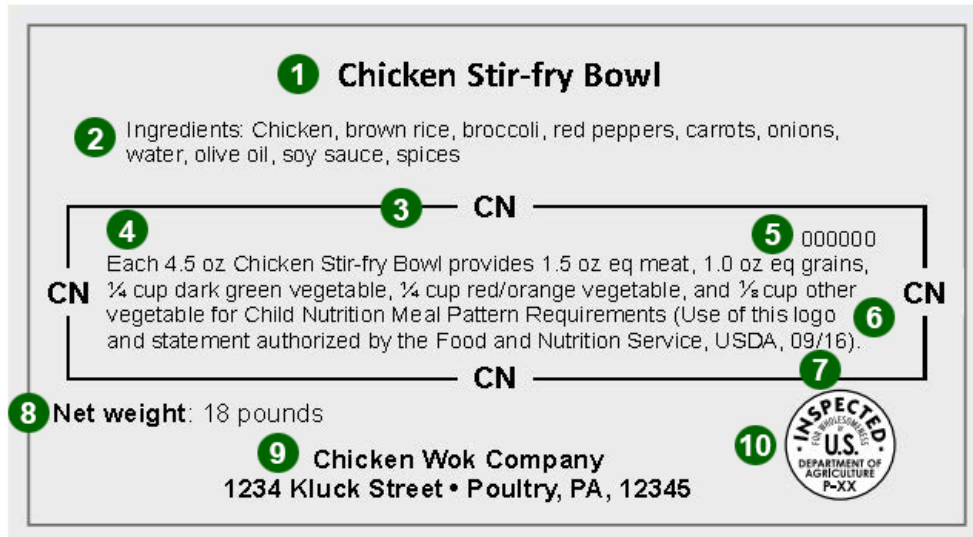 1 Chicken Stir-fry Bowl
2 Ingredients: Chicken, brown rice, broccoli, red peppers, carrots, onions,
water, olive oil, soy sauce, spices
3 CN
4
5 000000
Each 4.5 oz Chicken Stir-fry Bowl provides 1.5 oz eq meat, 1.0 oz eq grains,
CN ¼ cup dark green vegetable, ¼ cup red/orange vegetable, and ⅛ cup other CN
vegetable for Child Nutrition Meal Pattern Requirements (Use of this logo 6
and statement authorized by the Food and Nutrition Service, USDA, 09/16).
CN
7
8 Net weight: 18 pounds
9 Chicken Wok Company
1234 Kluck Street • Poultry, PA, 12345
10
INSPECTED
FOR WHOLESOMENESS
BY
U.S.
DEPARTMENT OF
AGRICULTURE
P-XX